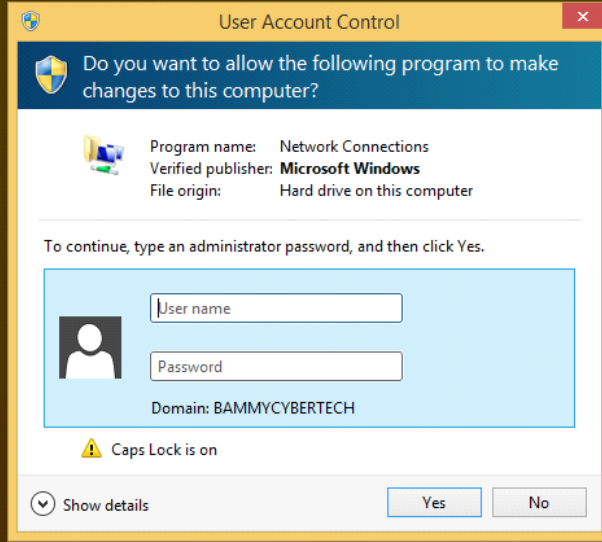 User Account Control
Do you want to allow the following program to make
changes to this computer?
Program name: Network Connections
Verified publisher: Microsoft Windows
File origin: Hard drive on this computer
To continue, type an administrator password, and then click Yes.
User name
Password
Domain: BAMMYCYBERTECH
Caps Lock is on
Show details
Yes
No